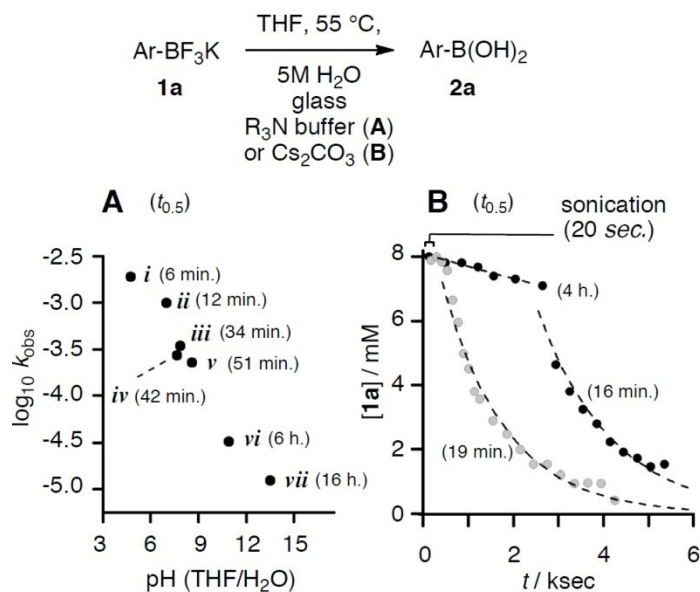 THF, 55 °C,
Ar-BF₃K
Ar-B(OH)₂
1a
5M H₂O
2a
glass
R₃N buffer (A)
or Cs₂CO₃ (B)
A (t₀.₅)
B (t₀.₅)
sonication
(20 sec.)
log₁₀ kobs
-2.5
-3.0
-3.5
-4.0
-4.5
-5.0
i (6 min.)
ii (12 min.)
iii (34 min.)
v (51 min.)
iv (42 min.)
vi (6 h.)
vii (16 h.)
3 6 9 12 15
pH (THF/H₂O)
[1a] / mM
8
6
4
2
0
(4 h.)
(16 min.)
(19 min.)
0 2 4 6
t / ksec